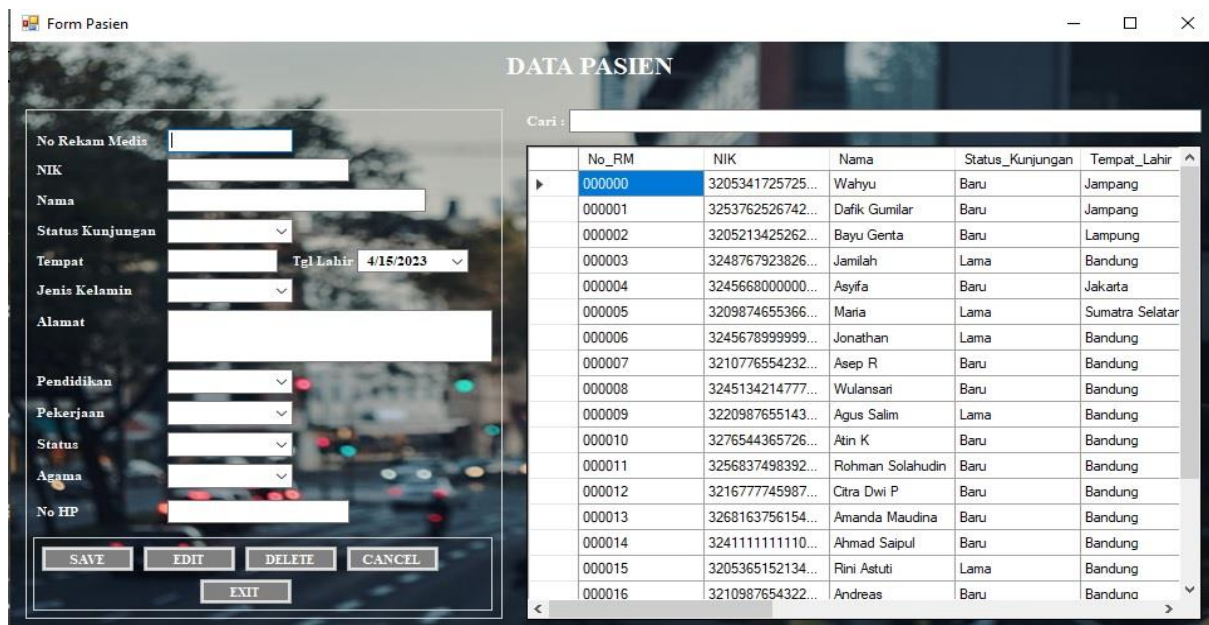 Form Pasien
DATA PASIEN
No Rekam Medis
NIK
Nama
Status Kunjungan
Tempat Tgl Lahir 4/15/2023
Jenis Kelamin
Alamat
Pendidikan
Pekerjaan
Status
Agama
No HP
SAVE EDIT DELETE CANCEL
EXIT
Cari :
No_RM NIK Nama Status_Kunjungan Tempat_Lahir
000000 3205341725725... Wahyu Baru Jampang
000001 3253762526742... Dafik Gumilar Baru Jampang
000002 3205213425262... Bayu Genta Baru Lampung
000003 3248767923826... Jamilah Lama Bandung
000004 3245668000000... Asyifa Baru Jakarta
000005 3209874655366... Maria Lama Sumatra Selatan
000006 3245678999999... Jonathan Lama Bandung
000007 3210776554232... Asep R Baru Bandung
000008 3245134214777... Wulansari Baru Bandung
000009 3220987655143... Agus Salim Lama Bandung
000010 3276544365726... Atin K Baru Bandung
000011 3256837498392... Rohman Solahudin Baru Bandung
000012 3216777745987... Citra Dwi P Baru Bandung
000013 3268163756154... Amanda Maudina Baru Bandung
000014 3241111111110... Ahmad Saipul Baru Bandung
000015 3205365152134... Rini Astuti Lama Bandung
000016 3210987654322... Andreas Baru Bandung